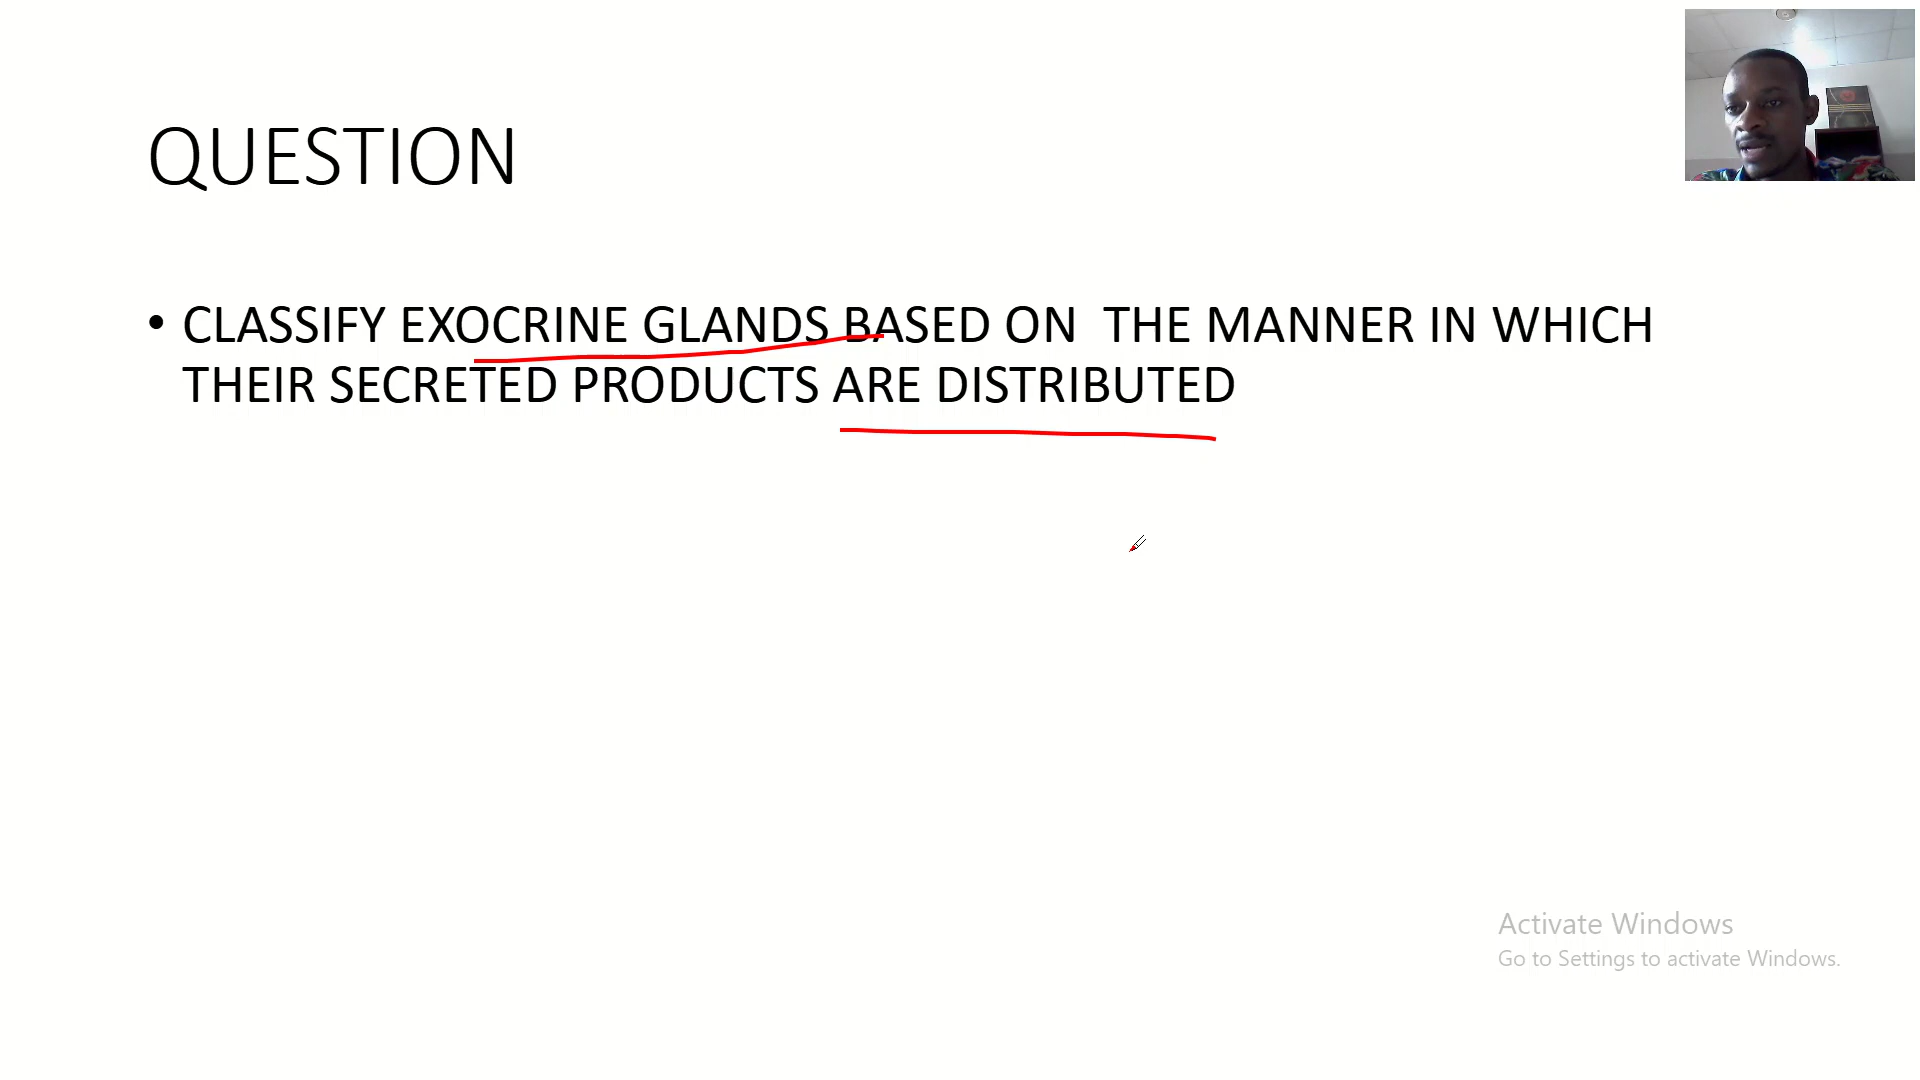 QUESTION
• CLASSIFY EXOCRINE GLANDS BASED ON  THE MANNER IN WHICH
THEIR SECRETED PRODUCTS ARE DISTRIBUTED
Activate Windows
Go to Settings to activate Windows.